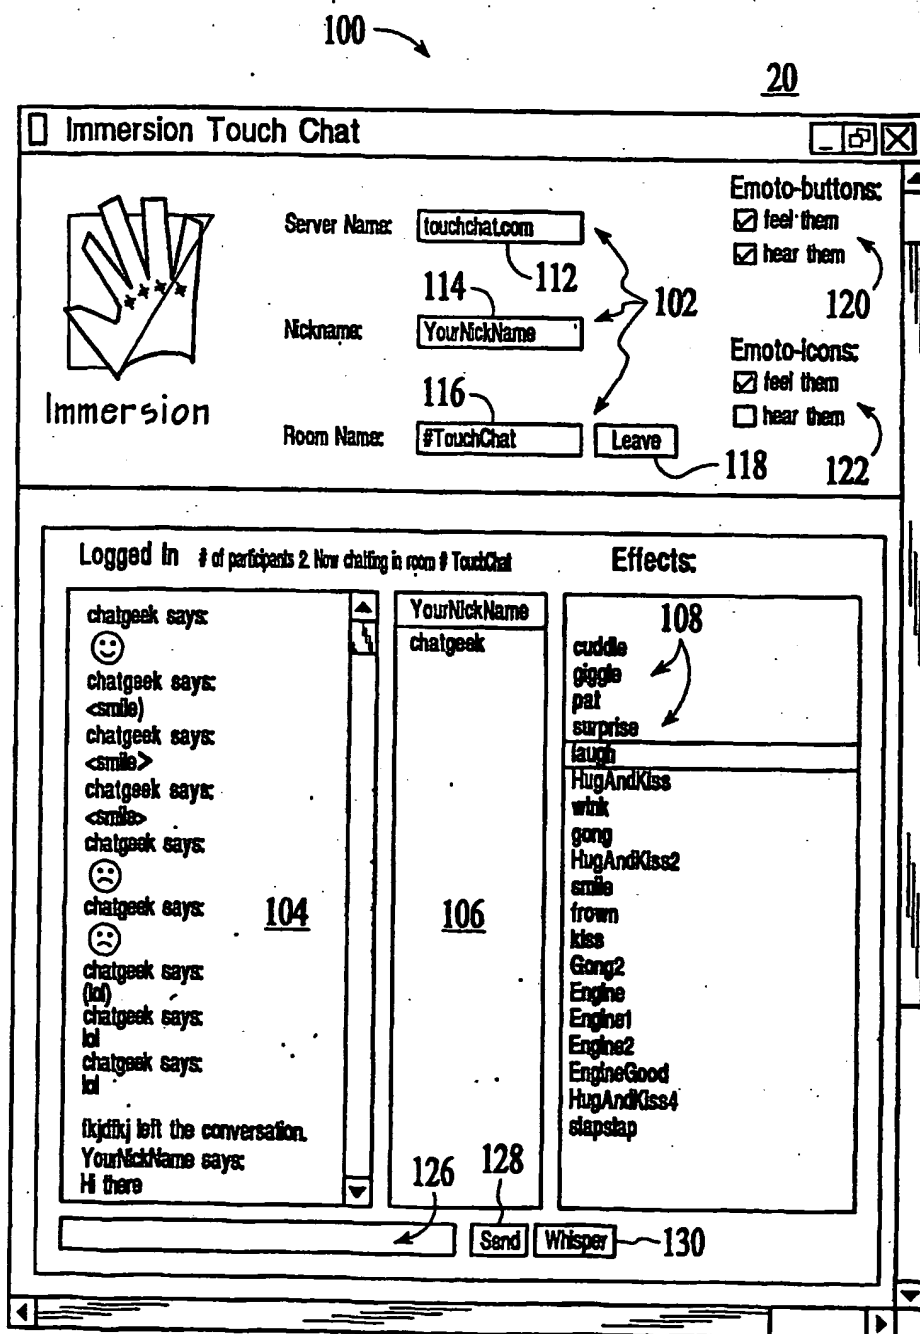 100
20
Immersion Touch Chat
Emoto-buttons:
feel them
hear them
120
Server Name: touchchat.com
112
114
102
Nickname: YourNickName
Emoto-icons:
feel them
hear them
122
116
Immersion
Room Name: #TouchChat Leave
118
Logged In # of participants 2. Now chatting in room # TouchChat
Effects:
chatgeek says:
chatgeek says:
<smile)
chatgeek says:
<smile>
chatgeek says:
<smile>
chatgeek says:
chatgeek says:
chatgeek says:
(lol)
chatgeek says:
lol
chatgeek says:
lol
fkjdfkj left the conversation.
YourNickName says:
Hi there
104
YourNickName
chatgeek
106
108
cuddle
giggle
pat
surprise
laugh
HugAndKiss
wink
gong
HugAndKiss2
smile
frown
kiss
Gong2
Engine
Engine1
Engine2
EngineGood
HugAndKiss4
slapslap
126
128
Send Whisper
130